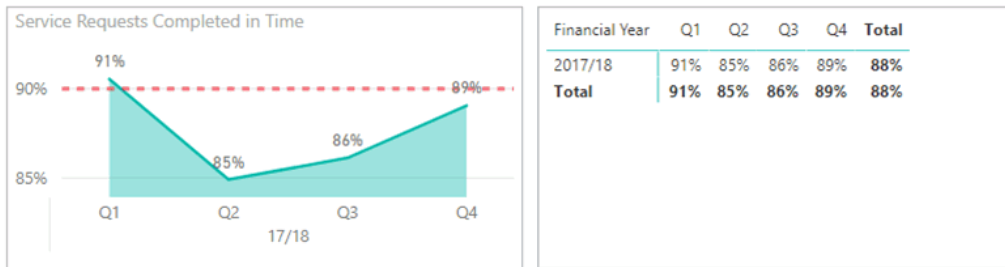 Service Requests Completed in Time
91%
90%
89%
86%
85%
85%
Q1 Q2 Q3 Q4
17/18
Financial Year Q1 Q2 Q3 Q4 Total
2017/18 91% 85% 86% 89% 88%
Total 91% 85% 86% 89% 88%